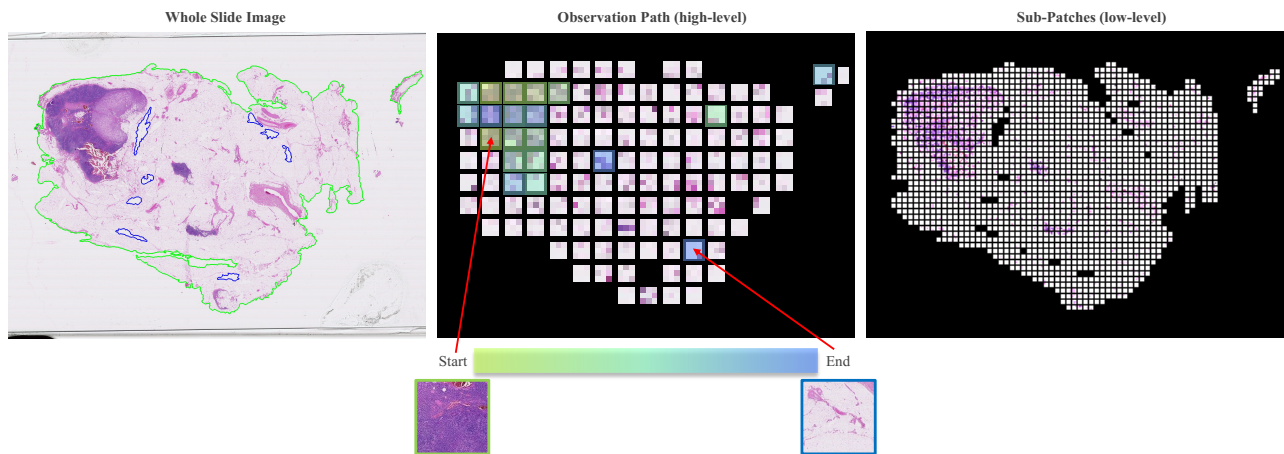 Whole Slide Image
Observation Path (high-level)
Sub-Patches (low-level)
Start
End